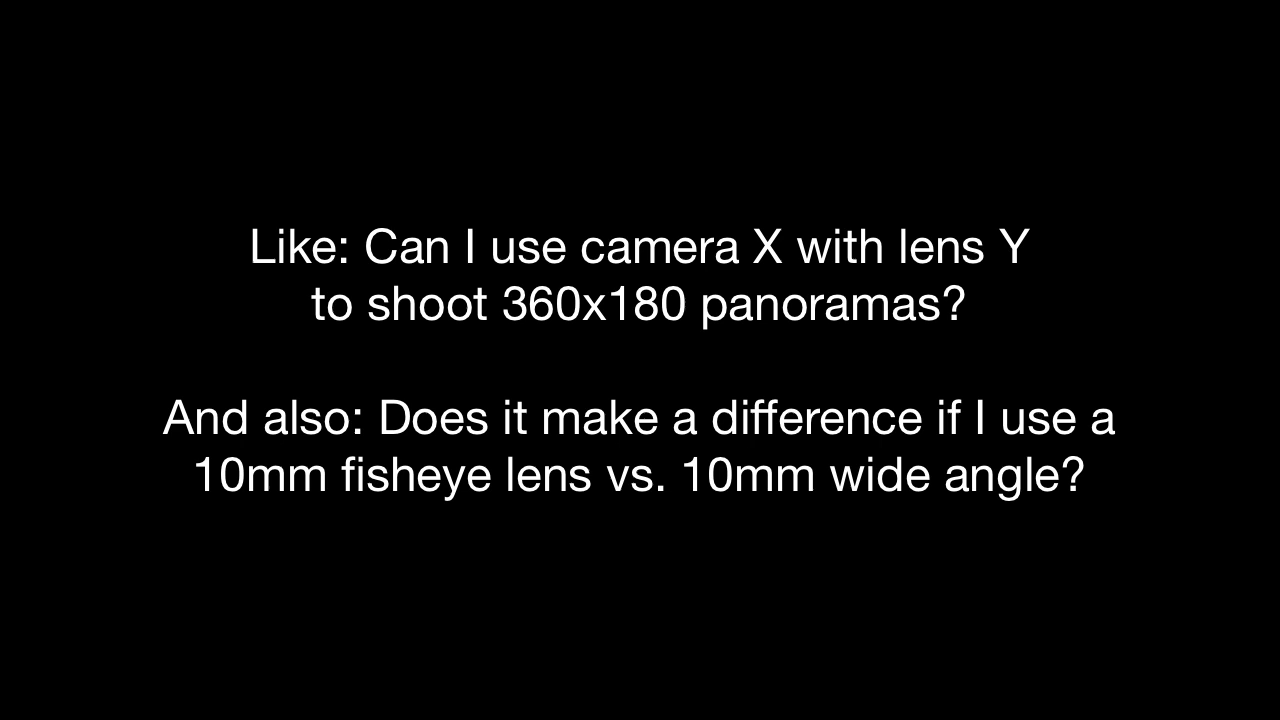 Like: Can I use camera X with lens Y
to shoot 360x180 panoramas?
And also: Does it make a difference if I use a
10mm fisheye lens vs. 10mm wide angle?